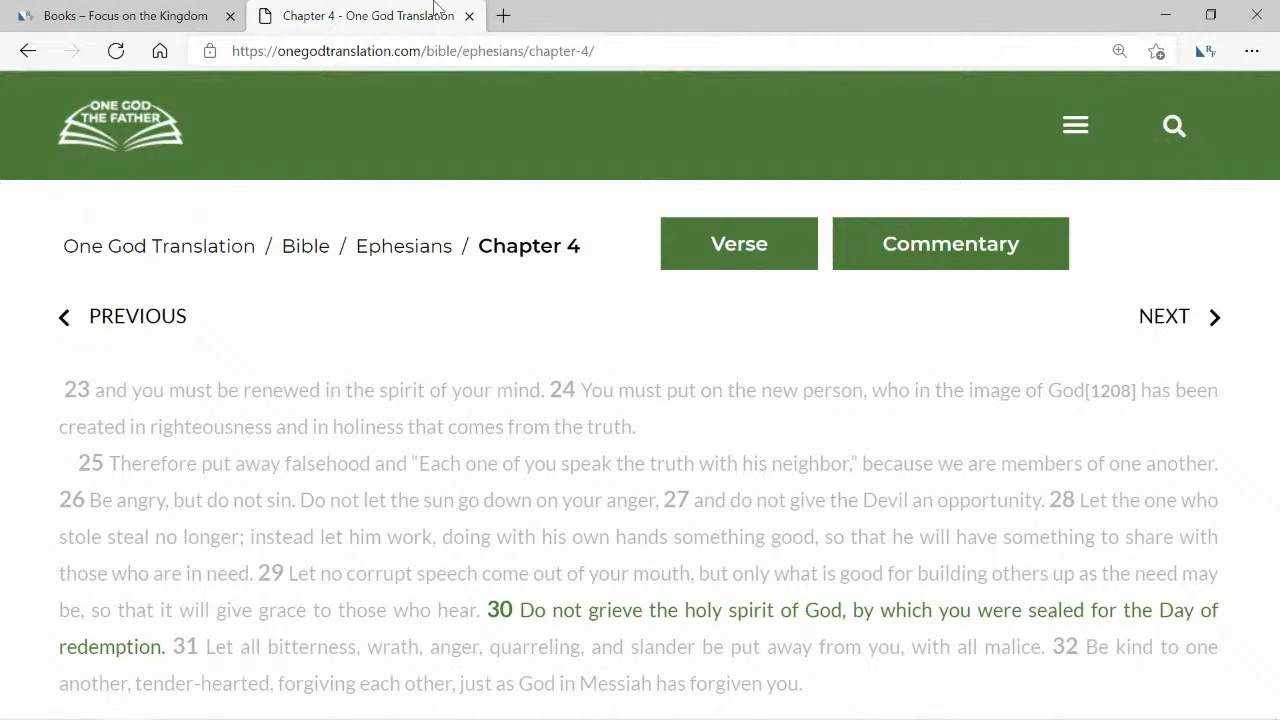 Books – Focus on the Kingdom
Chapter 4 - One God Translation
https://onegodtranslation.com/bible/ephesians/chapter-4/
RF
ONE GOD
THE FATHER
One God Translation / Bible / Ephesians / Chapter 4
Verse
Commentary
PREVIOUS
NEXT
23 and you must be renewed in the spirit of your mind. 24 You must put on the new person, who in the image of God[1208] has been
created in righteousness and in holiness that comes from the truth.
25 Therefore put away falsehood and “Each one of you speak the truth with his neighbor,” because we are members of one another.
26 Be angry, but do not sin. Do not let the sun go down on your anger, 27 and do not give the Devil an opportunity. 28 Let the one who
stole steal no longer; instead let him work, doing with his own hands something good, so that he will have something to share with
those who are in need. 29 Let no corrupt speech come out of your mouth, but only what is good for building others up as the need may
be, so that it will give grace to those who hear. 30 Do not grieve the holy spirit of God, by which you were sealed for the Day of
redemption. 31 Let all bitterness, wrath, anger, quarreling, and slander be put away from you, with all malice. 32 Be kind to one
another, tender-hearted, forgiving each other, just as God in Messiah has forgiven you.